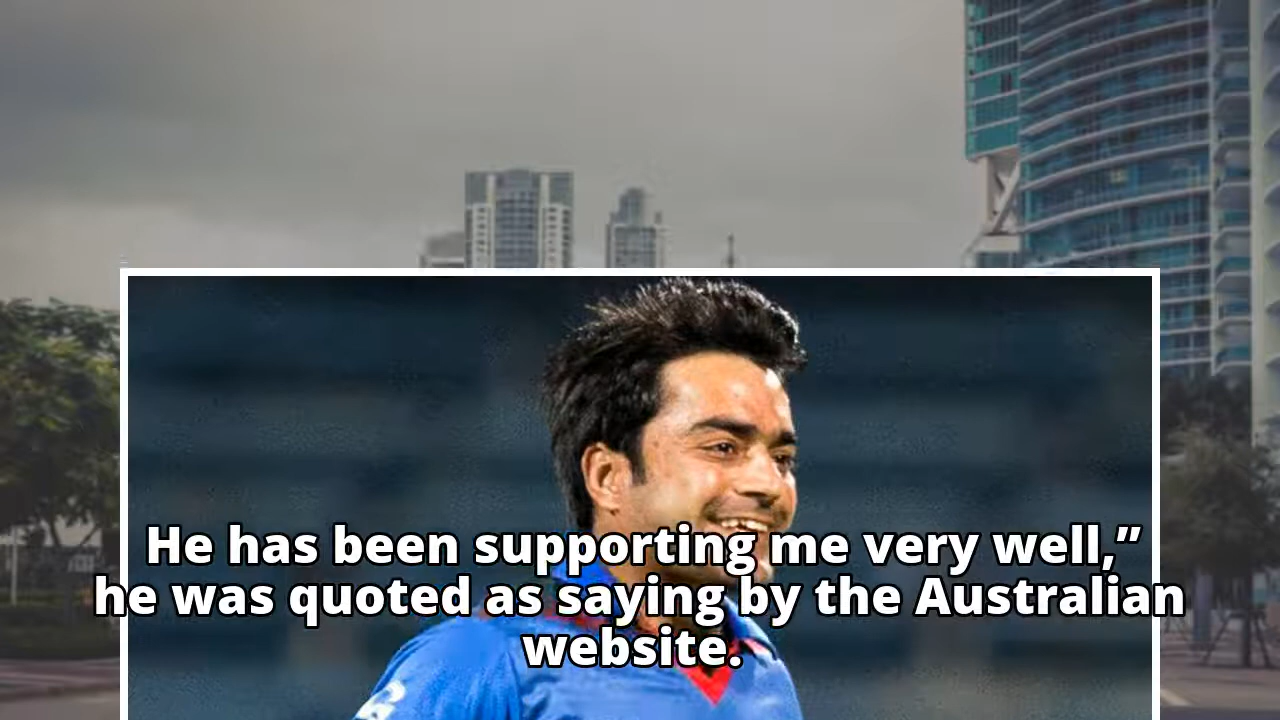 He has been supporting me very well,”
he was quoted as saying by the Australian
website.